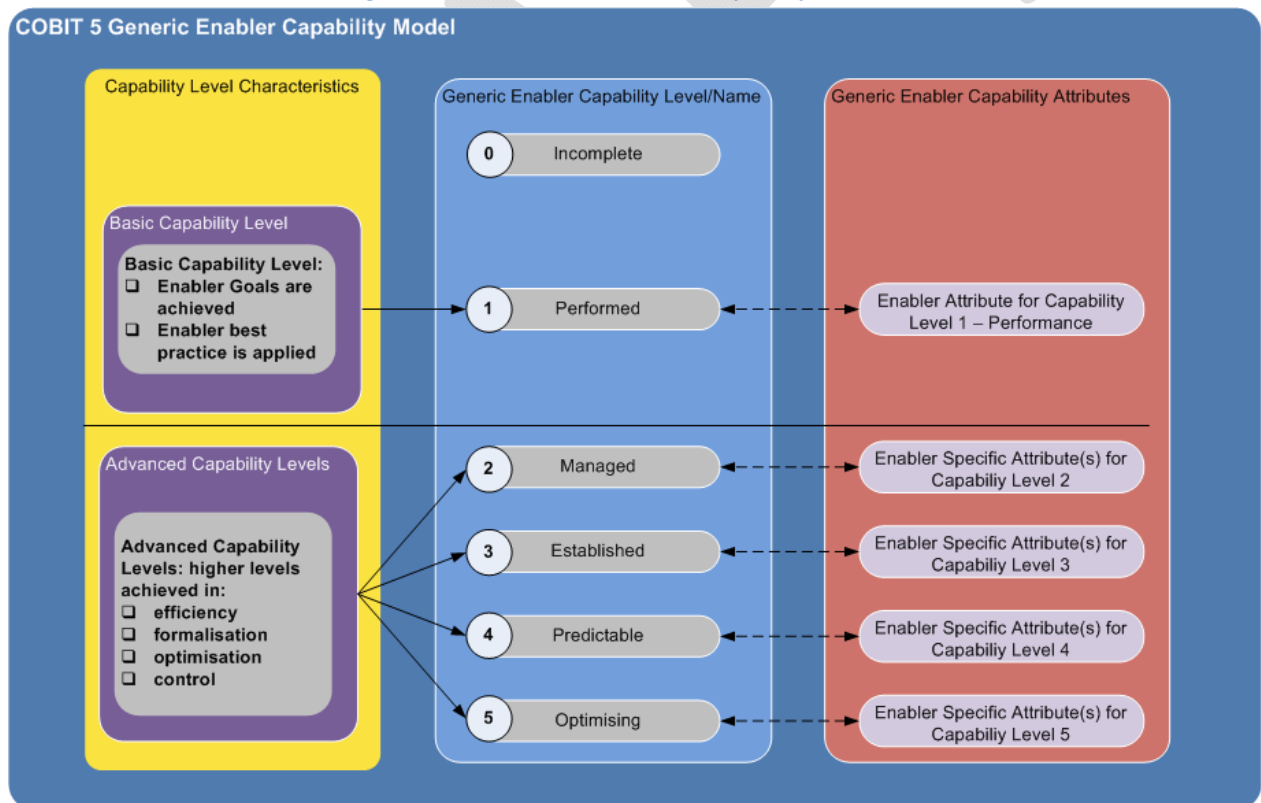 COBIT 5 Generic Enabler Capability Model
Capability Level Characteristics
Basic Capability Level
Basic Capability Level:
❑ Enabler Goals are
achieved
❑ Enabler best
practice is applied
Advanced Capability Levels
Advanced Capability
Levels: higher levels
achieved in:
❑ efficiency
❑ formalisation
❑ optimisation
❑ control
Generic Enabler Capability Level/Name
0 Incomplete
1 Performed
2 Managed
3 Established
4 Predictable
5 Optimising
Generic Enabler Capability Attributes
Enabler Attribute for Capability
Level 1 – Performance
Enabler Specific Attribute(s) for
Capabiliy Level 2
Enabler Specific Attribute(s) for
Capabiliy Level 3
Enabler Specific Attribute(s) for
Capabiliy Level 4
Enabler Specific Attribute(s) for
Capabiliy Level 5